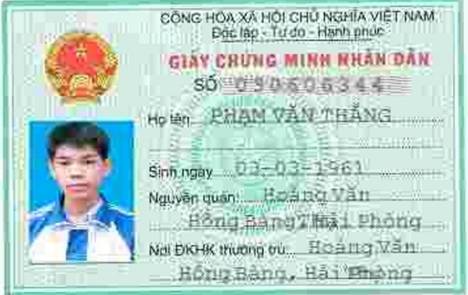 CỘNG HÒA XÃ HỘI CHỦ NGHĨA VIỆT NAM
Độc lập - Tự do - Hạnh phúc
GIẤY CHỨNG MINH NHÂN DÂN
SỐ 090606344
Họ tên PHẠM VĂN THẮNG
Sinh ngày 03-03-1961
Nguyên quán Hoàng Văn
Hồng Bàng Hải Phòng
Nơi ĐKHK thường trú Hoàng Văn
Hồng Bàng, Hải Phòng